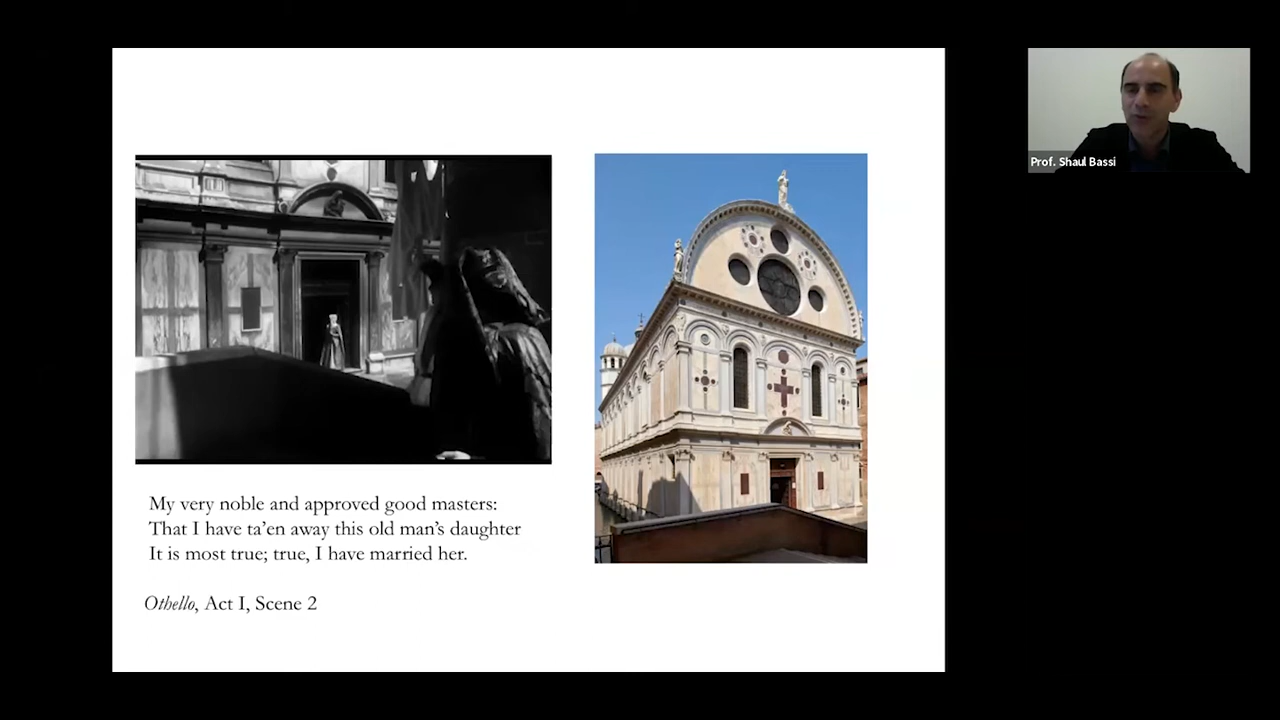 Prof. Shaul Bassi
My very noble and approved good masters:
That I have ta’en away this old man’s daughter
It is most true; true, I have married her.
Othello, Act I, Scene 2